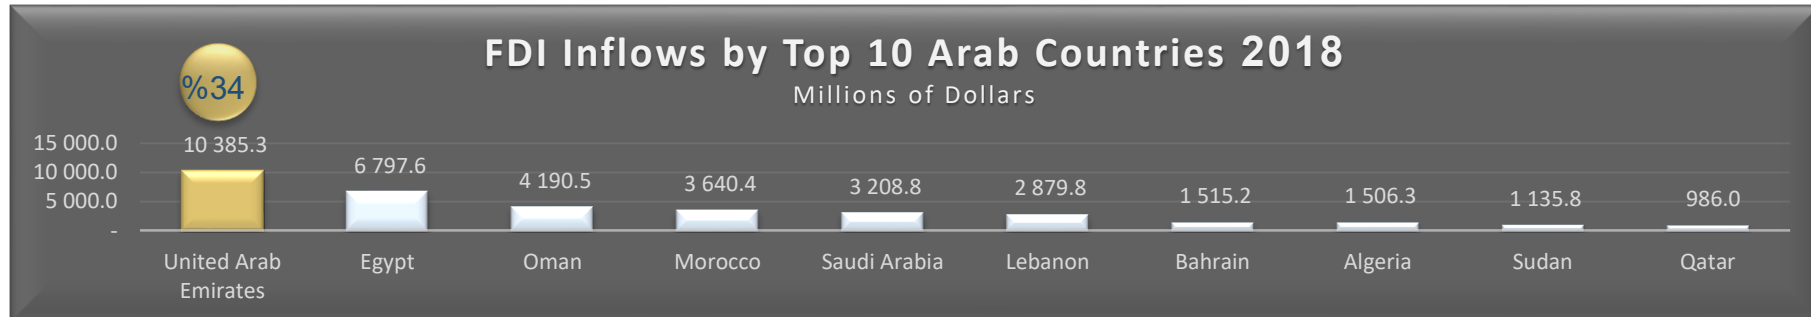 FDI Inflows by Top 10 Arab Countries 2018
Millions of Dollars
%34
15 000.0
10 000.0
5 000.0
-
10 385.3
6 797.6
4 190.5
3 640.4
3 208.8
2 879.8
1 515.2
1 506.3
1 135.8
986.0
United Arab
Emirates
Egypt
Oman
Morocco
Saudi Arabia
Lebanon
Bahrain
Algeria
Sudan
Qatar